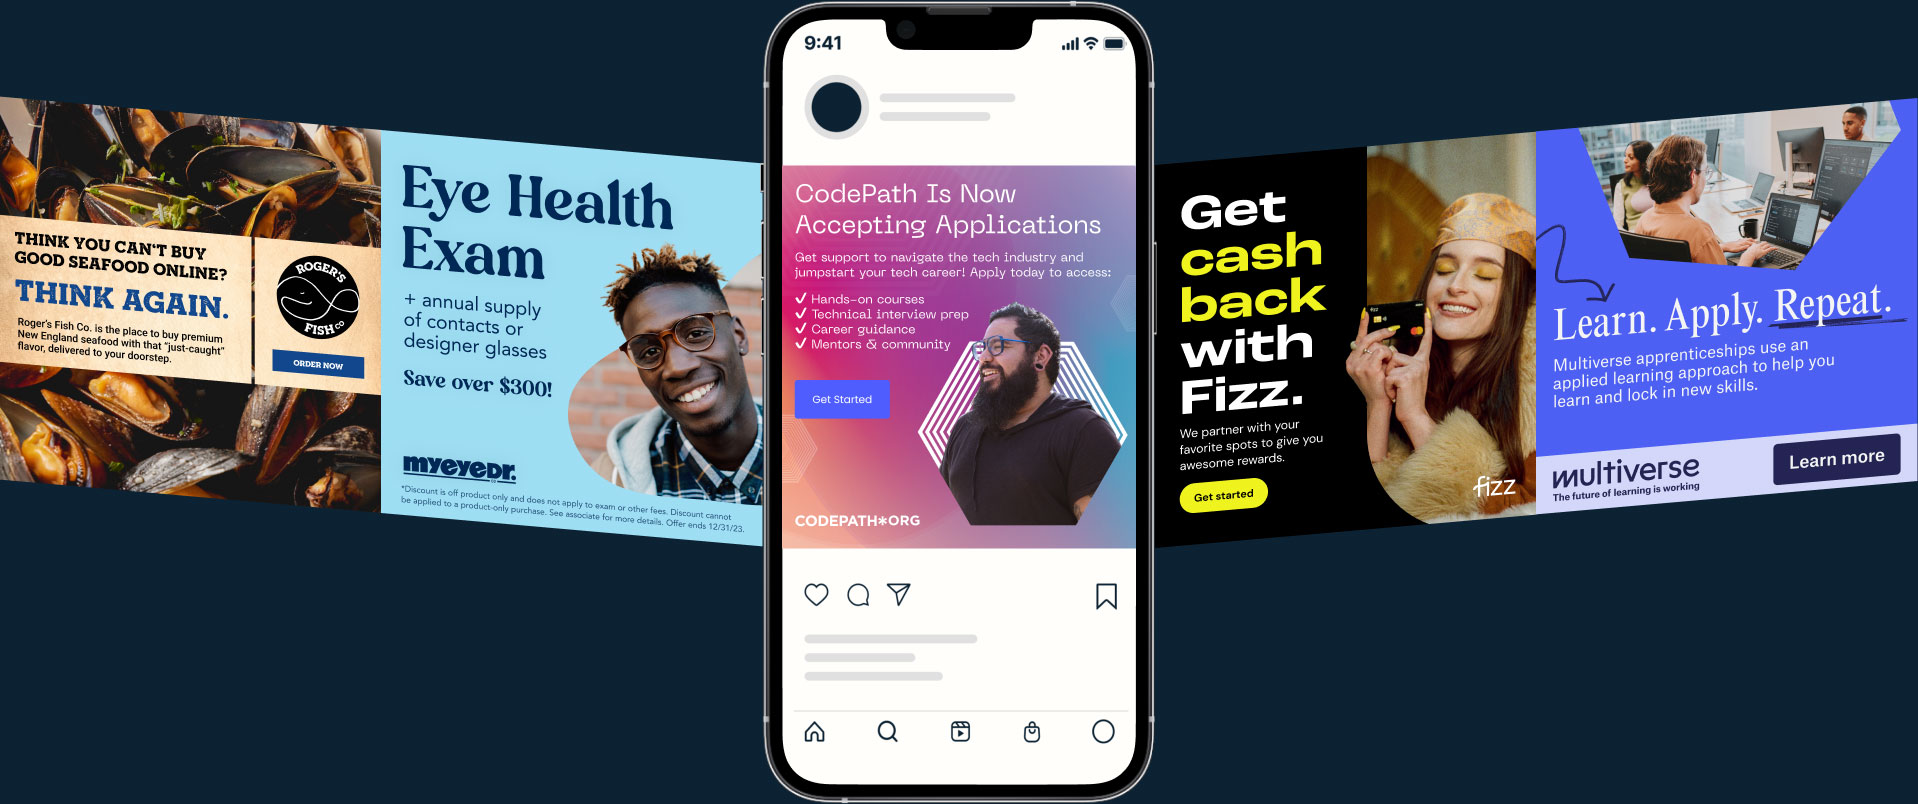 THINK YOU CAN'T BUY
GOOD SEAFOOD ONLINE?
THINK AGAIN.
Roger's Fish Co. is the place to buy premium
New England seafood with that "just-caught"
flavor, delivered to your doorstep.
ROGER'S
FISH CO
ORDER NOW
Eye Health
Exam
+ annual supply
of contacts or
designer glasses
Save over $300!
myeyedr.
*Discount is off product only and does not apply to exam or other fees. Discount cannot
be applied to a product-only purchase. See associate for more details. Offer ends 12/31/23.
9:41
CodePath Is Now
Accepting Applications
Get support to navigate the tech industry and
jumpstart your tech career! Apply today to access:
✓ Hands-on courses
✓ Technical interview prep
✓ Career guidance
✓ Mentors & community
Get Started
CODEPATH*ORG
Get
cash
back
with
Fizz.
We partner with your
favorite spots to give you
awesome rewards.
Get started
fizz
Learn. Apply. Repeat.
Multiverse apprenticeships use an
applied learning approach to help you
learn and lock in new skills.
multiverse
The future of learning is working
Learn more